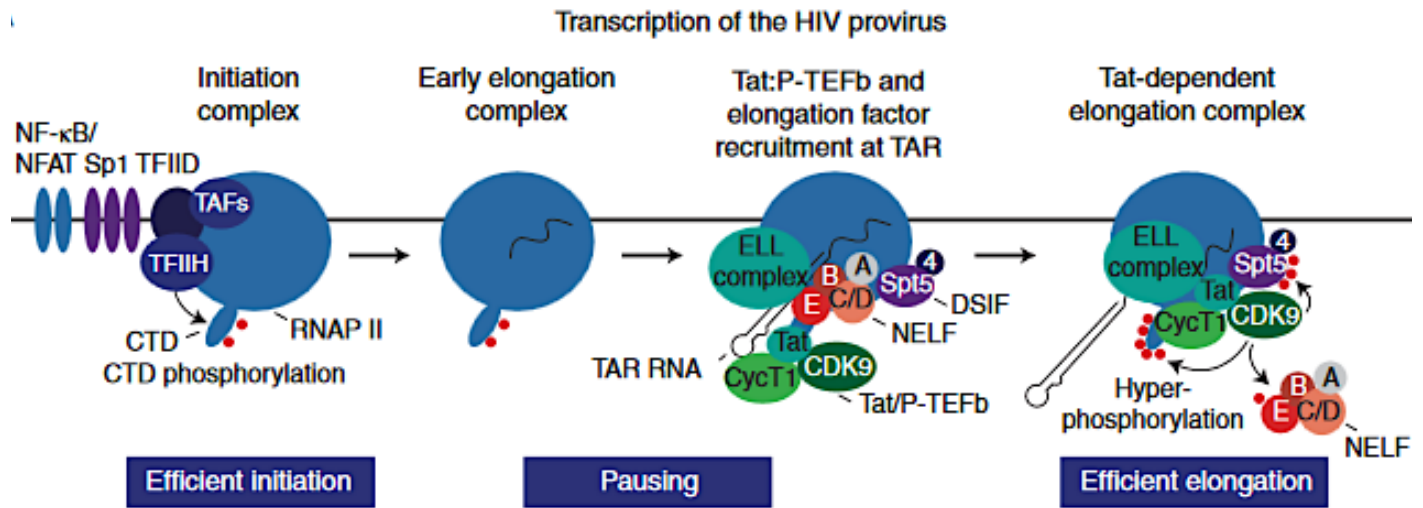 Transcription of the HIV provirus
Initiation
complex
Early elongation
complex
Tat:P-TEFb and
elongation factor
recruitment at TAR
Tat-dependent
elongation complex
NF-κB/
NFAT Sp1 TFIID
TAFs
TFIIH
CTD
RNAP II
CTD phosphorylation
ELL
complex
B
A
E
C/D
4
Spt5
DSIF
NELF
TAR RNA
Tat
CycT1
CDK9
Tat/P-TEFb
ELL
complex
4
Spt5
Tat
CycT1
CDK9
Hyper-
phosphorylation
B
A
E
C/D
NELF
Efficient initiation
Pausing
Efficient elongation